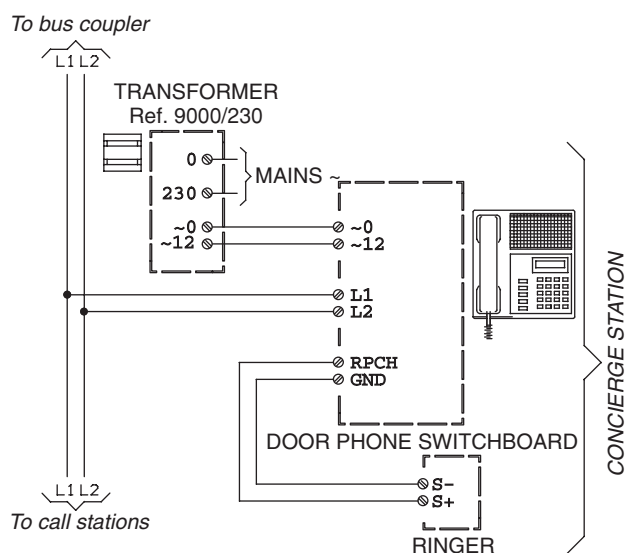 To bus coupler
L1 L2
TRANSFORMER
Ref. 9000/230
0
MAINS ~
230
~0
~12
~0
~12
L1
L2
RPCH
GND
CONCIERGE STATION
DOOR PHONE SWITCHBOARD
S-
S+
RINGER
L1 L2
To call stations